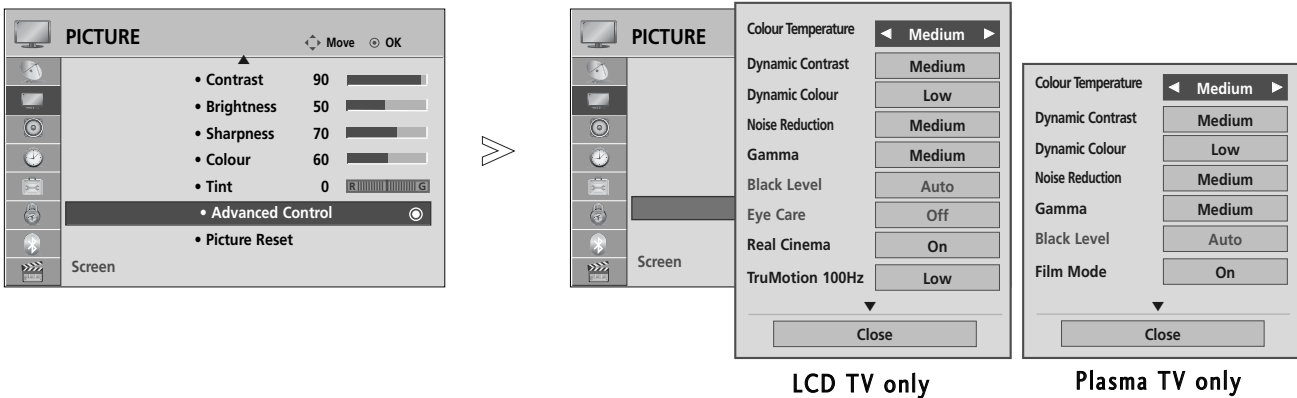 PICTURE
Move OK
• Contrast 90
• Brightness 50
• Sharpness 70
• Colour 60
• Tint 0 R G
• Advanced Control
• Picture Reset
Screen
PICTURE
Screen
Colour Temperature Medium
Dynamic Contrast Medium
Dynamic Colour Low
Noise Reduction Medium
Gamma Medium
Black Level Auto
Eye Care Off
Real Cinema On
TruMotion 100Hz Low
Close
LCD TV only
Colour Temperature Medium
Dynamic Contrast Medium
Dynamic Colour Low
Noise Reduction Medium
Gamma Medium
Black Level Auto
Film Mode On
Close
Plasma TV only